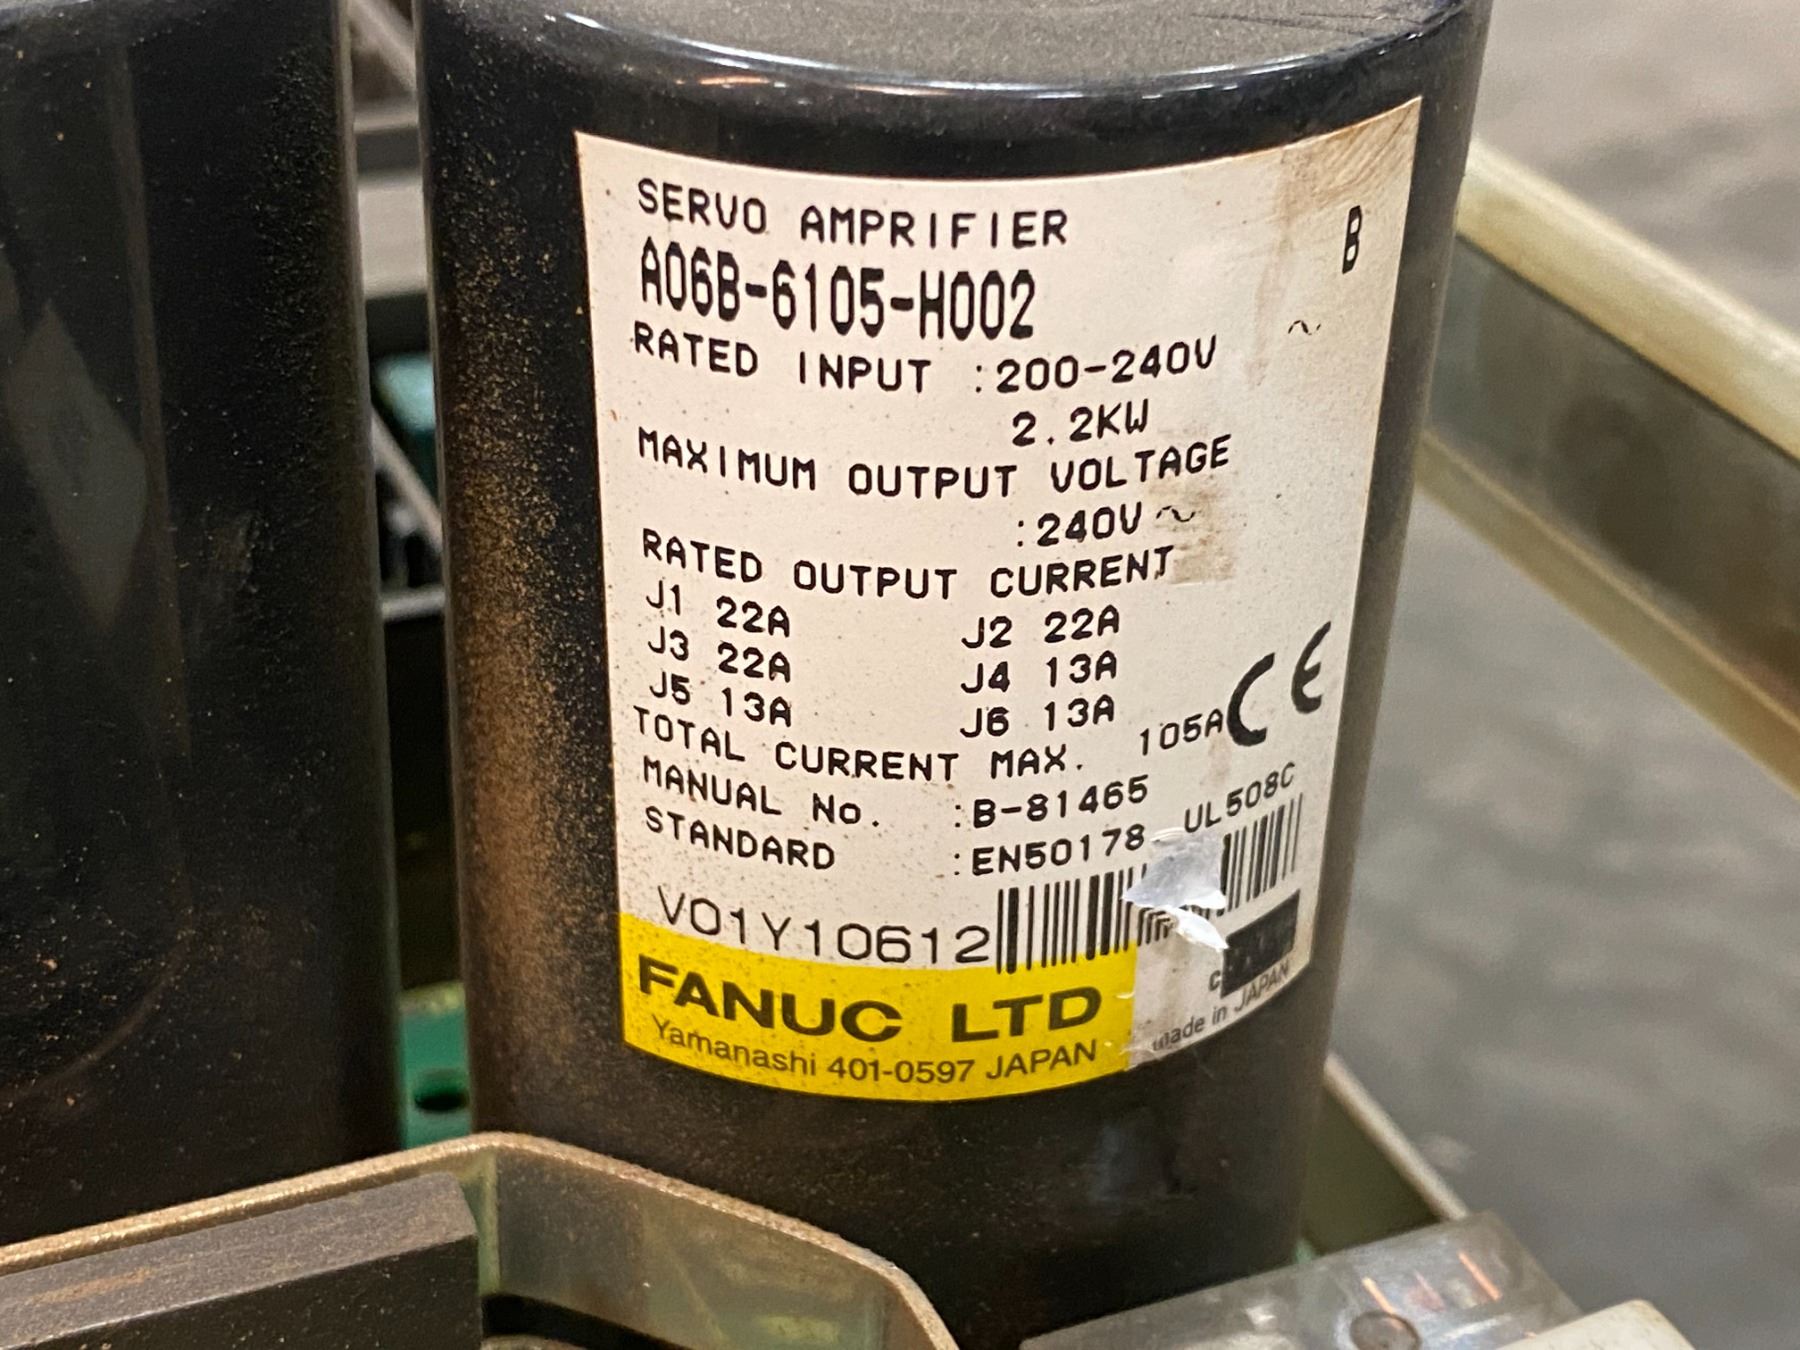 SERVO AMPRIFIER B
A06B-6105-H002
RATED INPUT :200-240V ~
2.2KW
MAXIMUM OUTPUT VOLTAGE
:240V~
RATED OUTPUT CURRENT
J1 22A J2 22A
J3 22A J4 13A
J5 13A J6 13A
TOTAL CURRENT MAX. 105A CE
MANUAL No. :B-81465
STANDARD :EN50178 UL508C
V01Y10612
FANUC LTD
Yamanashi 401-0597 JAPAN
made in JAPAN